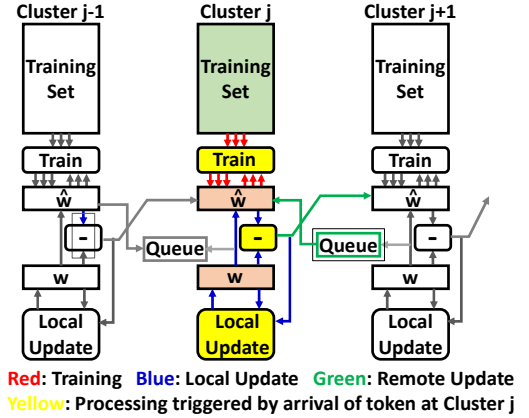 Cluster j-1 Cluster j Cluster j+1
Training Set Training Set Training Set
Train Train Train
ŵ ŵ ŵ
- - -
Queue Queue
w w w
Local Update Local Update Local Update
Red: Training Blue: Local Update Green: Remote Update
Yellow: Processing triggered by arrival of token at Cluster j